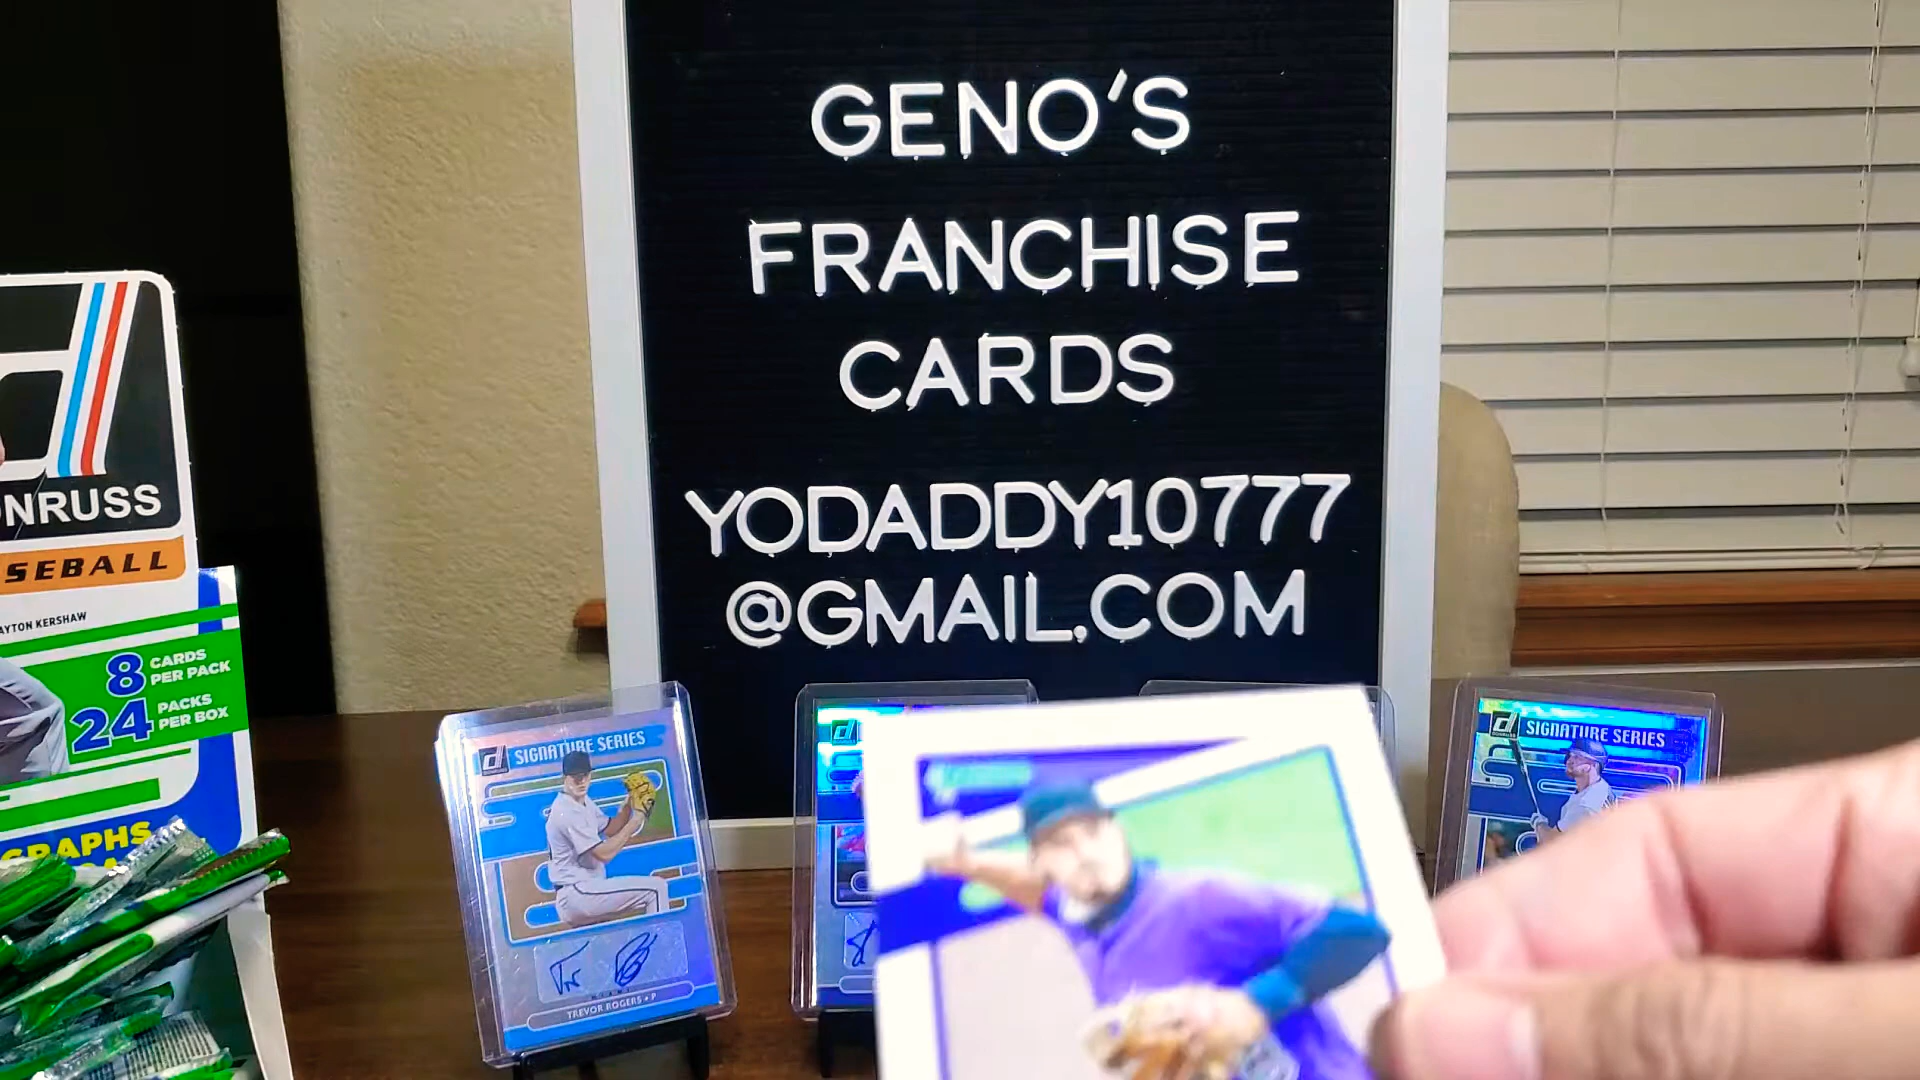 GENO'S
FRANCHISE
CARDS
YODADDY10777
@GMAIL.COM
NRUSS
SEBALL
AYTON KERSHAW
8 CARDS PER PACK
24 PACKS PER BOX
GRAPHS
SIGNATURE SERIES
TREVOR ROGERS • P
SIGNATURE SERIES